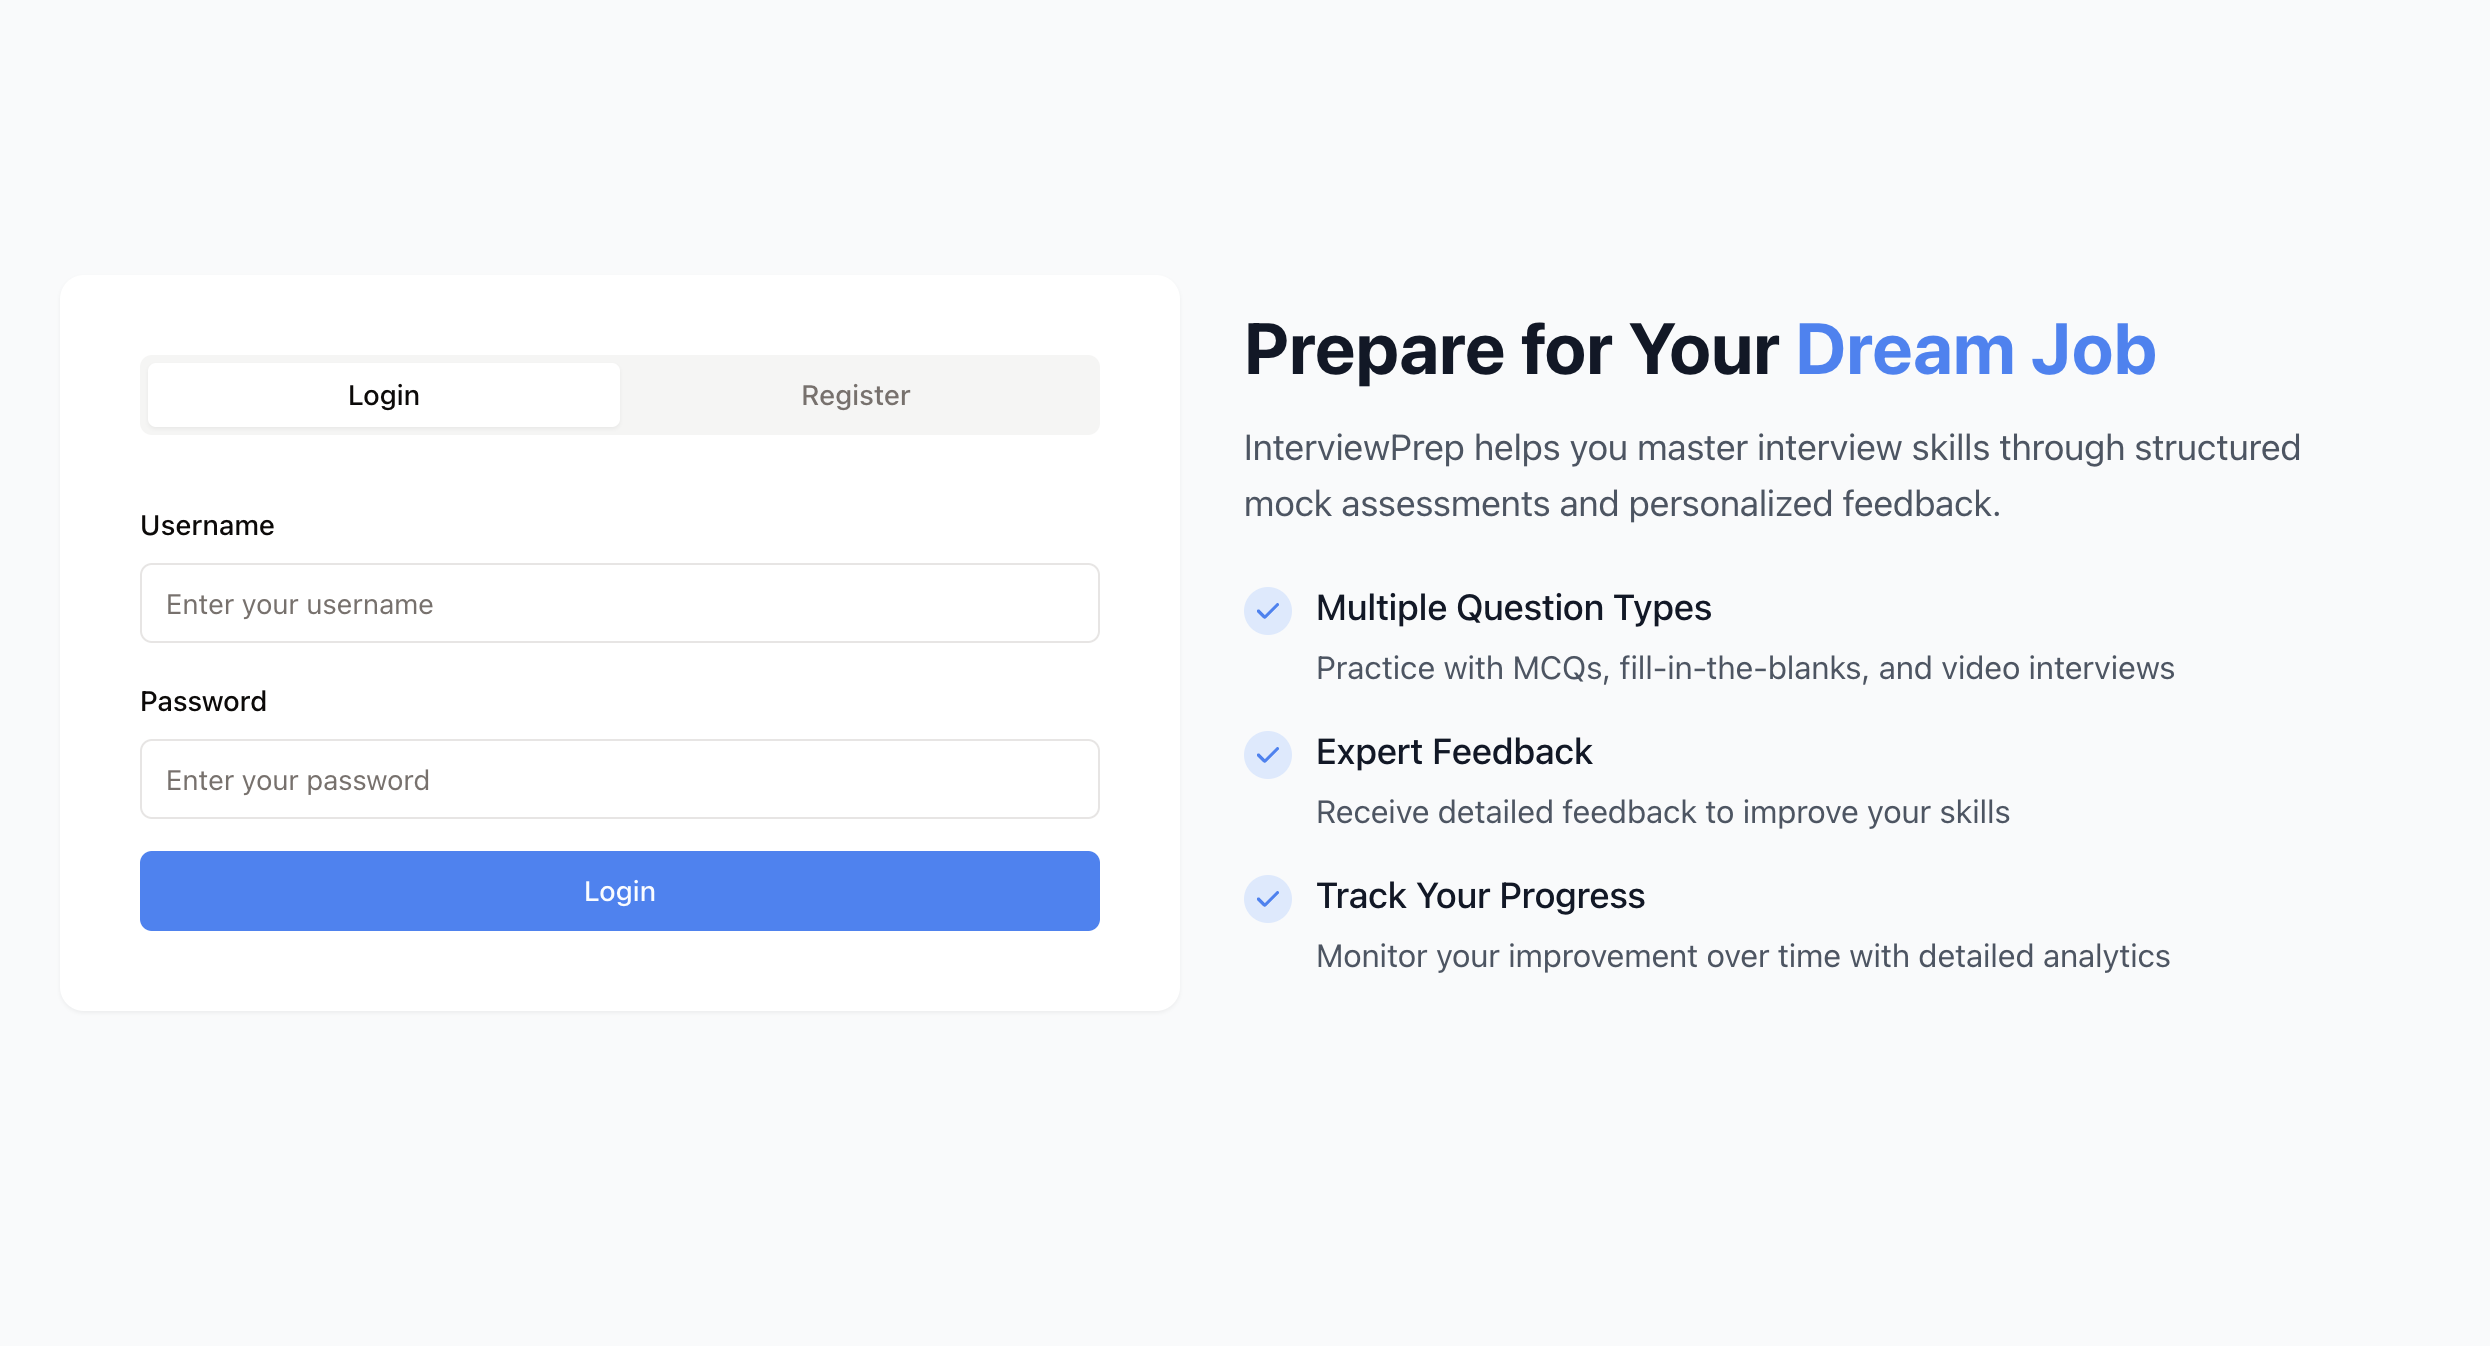 Login
Register
Username
Enter your username
Password
Enter your password
Login
Prepare for Your Dream Job
InterviewPrep helps you master interview skills through structured
mock assessments and personalized feedback.
Multiple Question Types
Practice with MCQs, fill-in-the-blanks, and video interviews
Expert Feedback
Receive detailed feedback to improve your skills
Track Your Progress
Monitor your improvement over time with detailed analytics